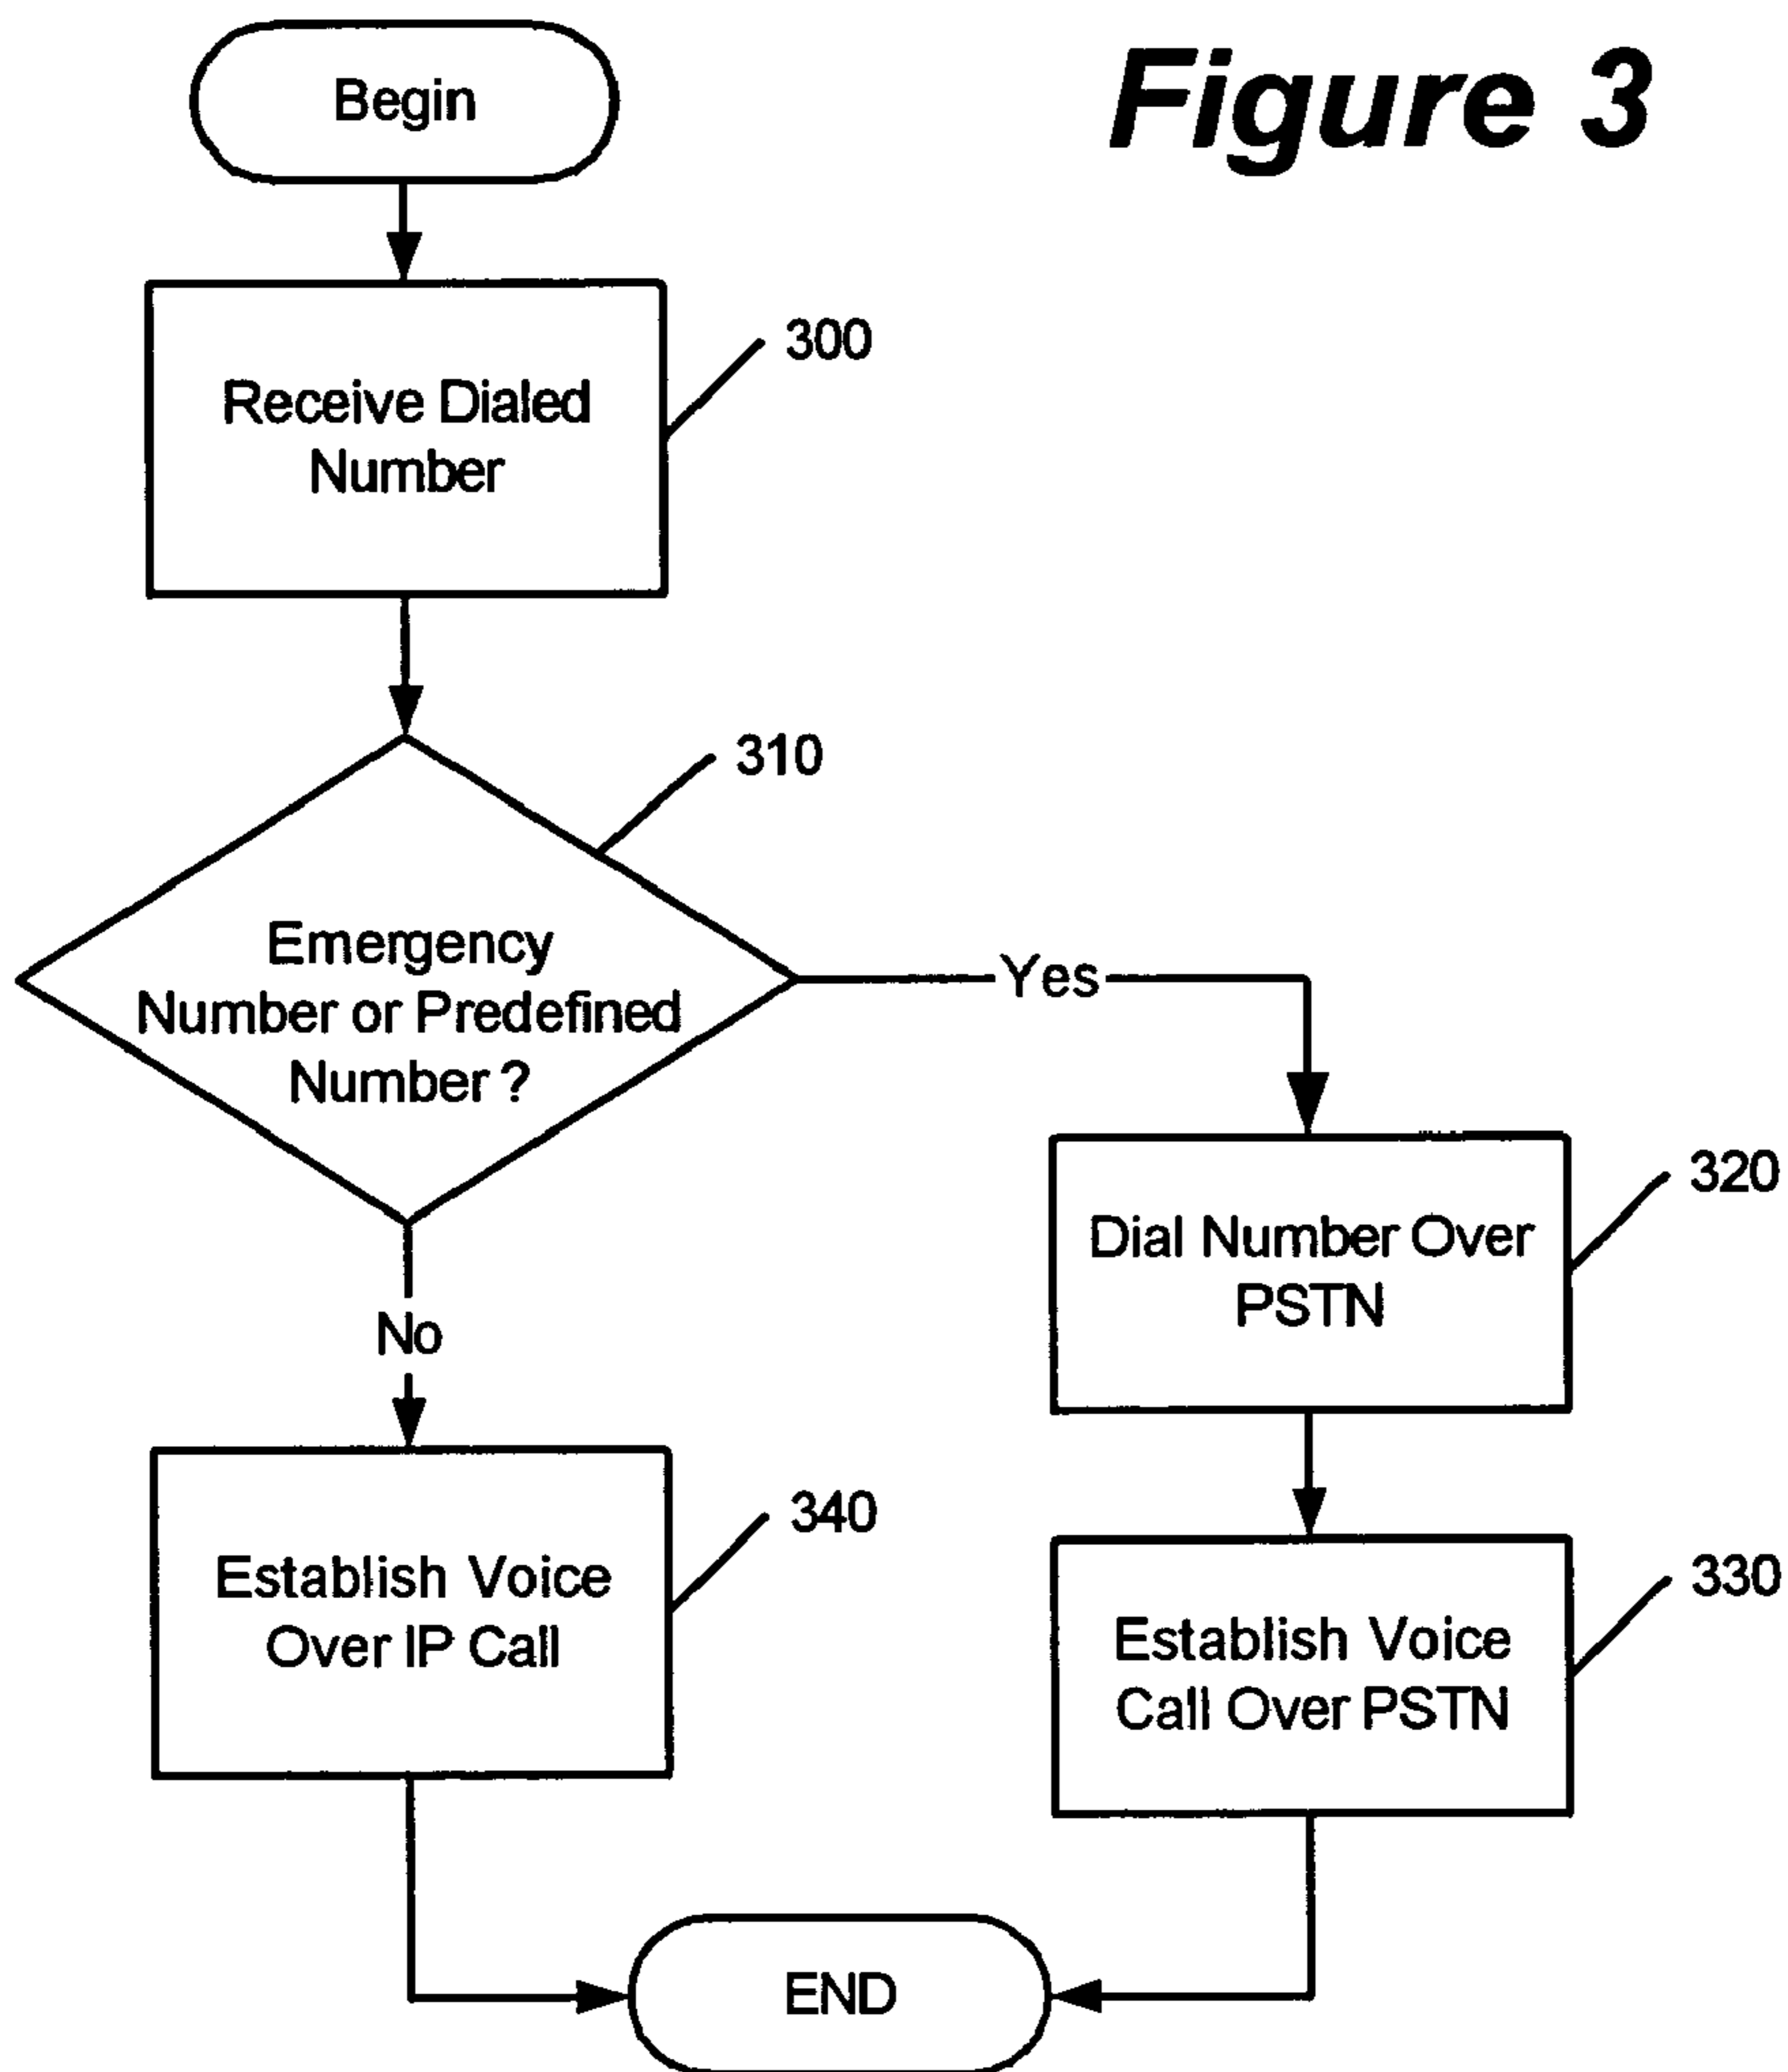 Figure 3
Begin
300
Receive Dialed
Number
310
Emergency
Number or Predefined
Number ?
Yes
No
320
Dial Number Over
PSTN
340
Establish Voice
Over IP Call
330
Establish Voice
Call Over PSTN
END